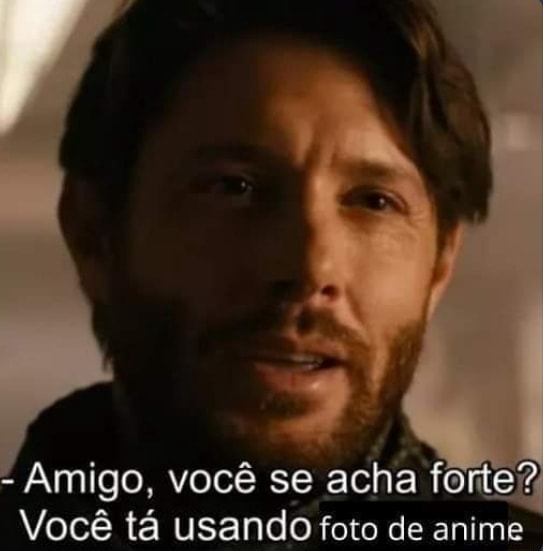 - Amigo, você se acha forte?
Você tá usando foto de anime